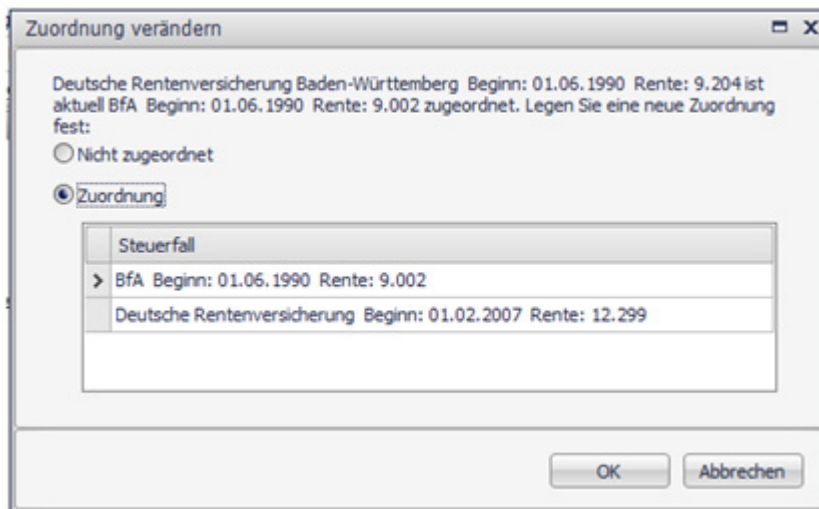 Zuordnung verändern
Deutsche Rentenversicherung Baden-Württemberg Beginn: 01.06.1990 Rente: 9.204 ist
aktuell BfA Beginn: 01.06.1990 Rente: 9.002 zugeordnet. Legen Sie eine neue Zuordnung
fest:
Nicht zugeordnet
Zuordnung
Steuerfall
BfA Beginn: 01.06.1990 Rente: 9.002
Deutsche Rentenversicherung Beginn: 01.02.2007 Rente: 12.299
OK Abbrechen